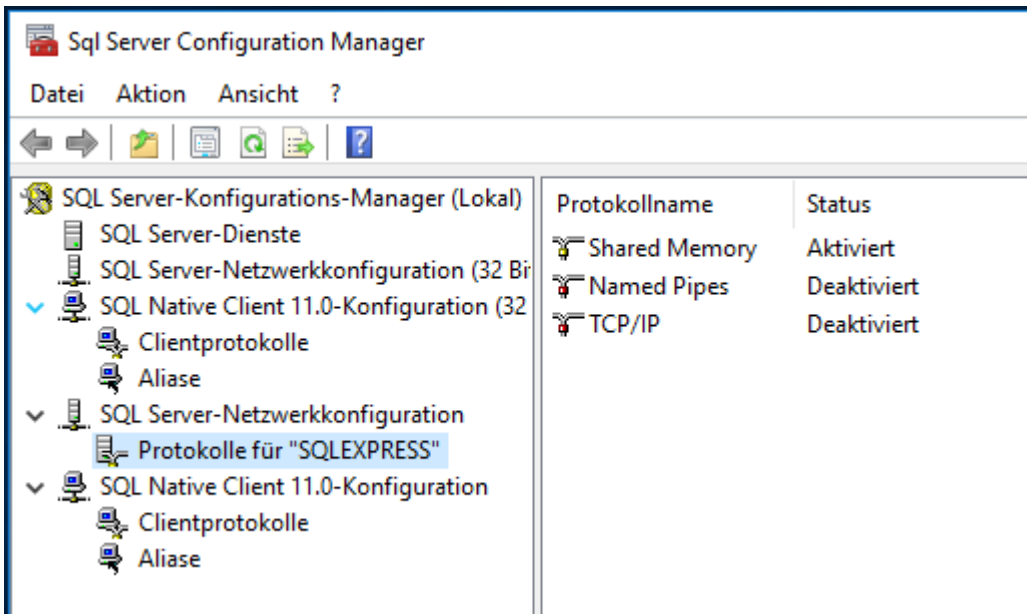 Sql Server Configuration Manager
Datei Aktion Ansicht ?
SQL Server-Konfigurations-Manager (Lokal)
SQL Server-Dienste
SQL Server-Netzwerkkonfiguration (32 Bi
SQL Native Client 11.0-Konfiguration (32
Clientprotokolle
Aliase
SQL Server-Netzwerkkonfiguration
Protokolle für "SQLEXPRESS"
SQL Native Client 11.0-Konfiguration
Clientprotokolle
Aliase
Protokollname Status
Shared Memory Aktiviert
Named Pipes Deaktiviert
TCP/IP Deaktiviert